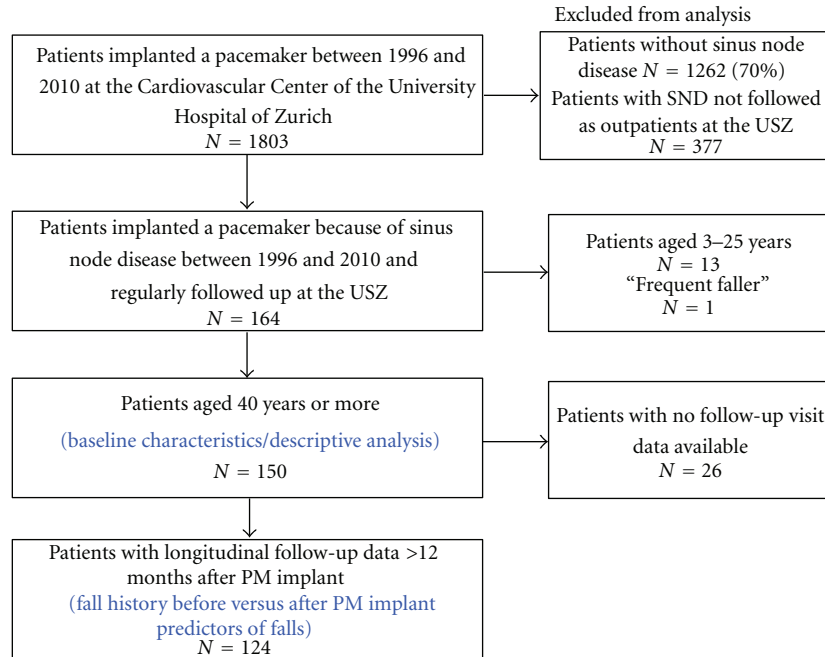 Excluded from analysis
Patients implanted a pacemaker between 1996 and
2010 at the Cardiovascular Center of the University
Hospital of Zurich
N = 1803
Patients without sinus node
disease N = 1262 (70%)
Patients with SND not followed
as outpatients at the USZ
N = 377
Patients implanted a pacemaker because of sinus
node disease between 1996 and 2010 and
regularly followed up at the USZ
N = 164
Patients aged 3–25 years
N = 13
“Frequent faller”
N = 1
Patients aged 40 years or more
(baseline characteristics/descriptive analysis)
N = 150
Patients with no follow-up visit
data available
N = 26
Patients with longitudinal follow-up data >12
months after PM implant
(fall history before versus after PM implant
predictors of falls)
N = 124